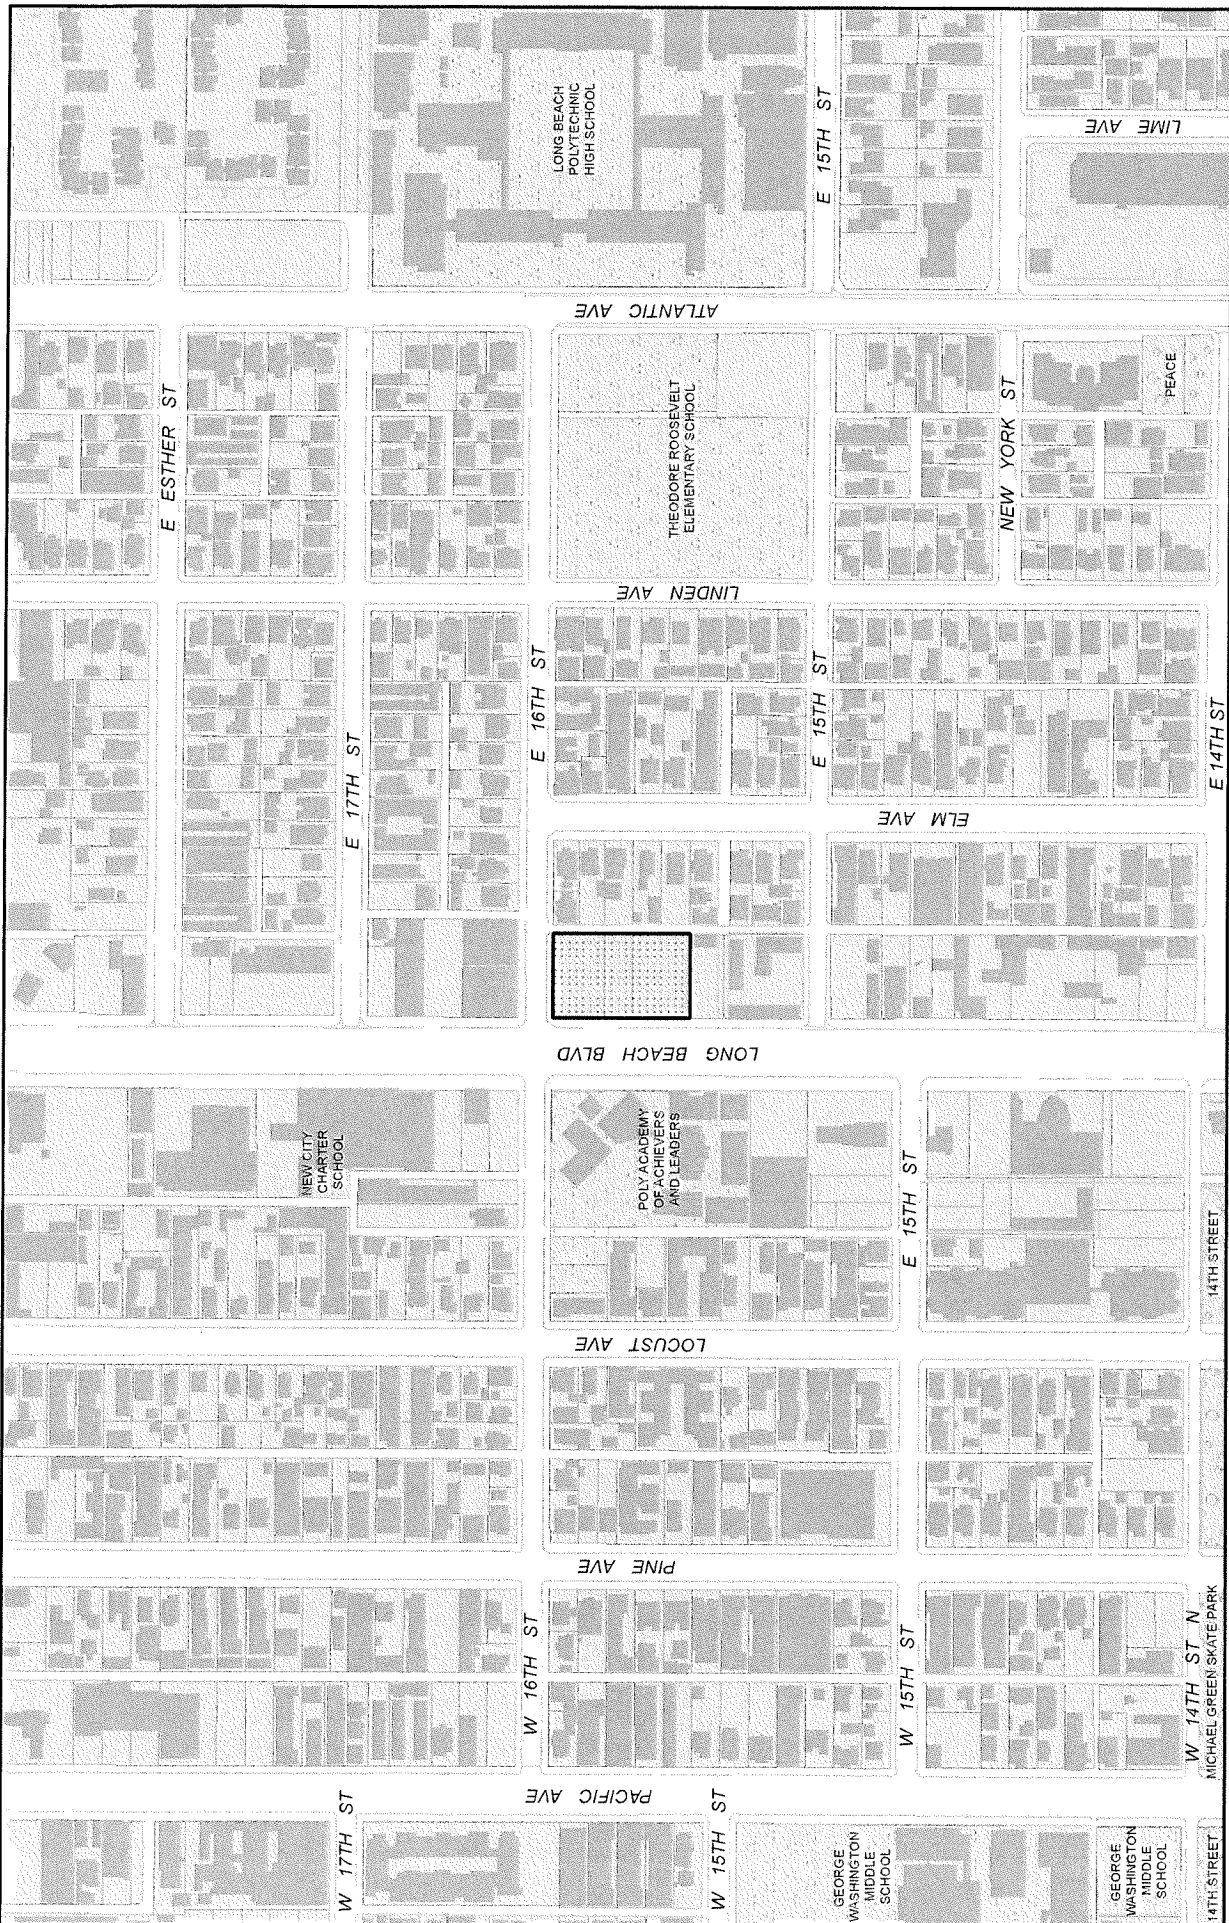 LONG BEACH
POLYTECHNIC
HIGH SCHOOL
E 15TH ST
LIME AVE
ATLANTIC AVE
E ESTHER ST
THEODORE ROOSEVELT
ELEMENTARY SCHOOL
NEW YORK ST
PEACE
LINDEN AVE
E 17TH ST
E 16TH ST
E 15TH ST
E 14TH ST
ELM AVE
LONG BEACH BLVD
NEW CITY
CHARTER
SCHOOL
POLY ACADEMY
OF ACHIEVERS
AND LEADERS
E 15TH ST
14TH STREET
LOCUST AVE
PINE AVE
W 16TH ST
W 15TH ST
W 14TH ST N
MICHAEL GREEN SKATE PARK
PACIFIC AVE
W 17TH ST
W 15TH ST
GEORGE
WASHINGTON
MIDDLE
SCHOOL
GEORGE
WASHINGTON
MIDDLE
SCHOOL
14TH STREET